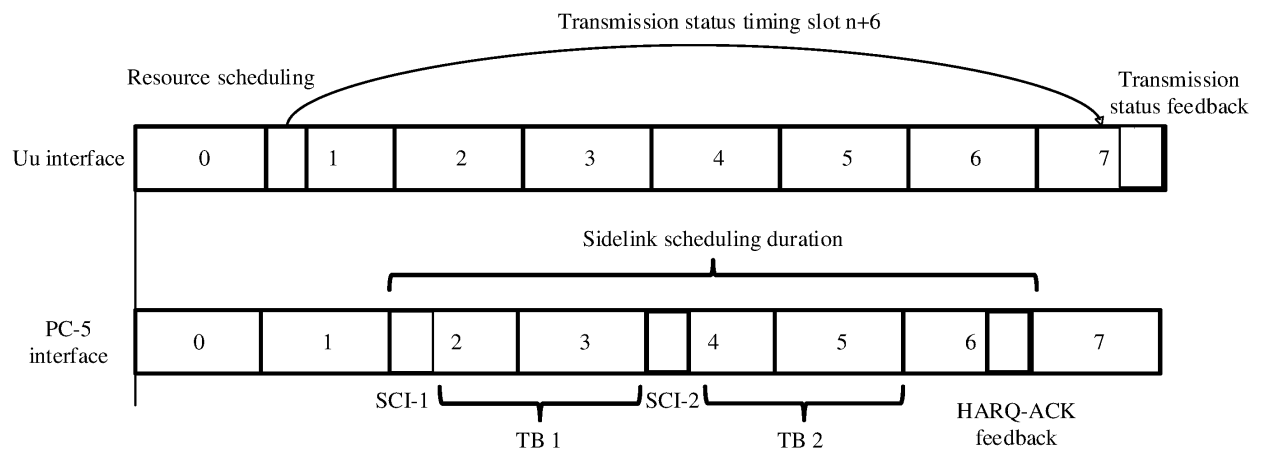 Transmission status timing slot n+6
Resource scheduling
Transmission
status feedback
Uu interface
0 1 2 3 4 5 6 7
Sidelink scheduling duration
PC-5
interface
0 1 2 3 4 5 6 7
SCI-1
SCI-2
TB 1
TB 2
HARQ-ACK
feedback